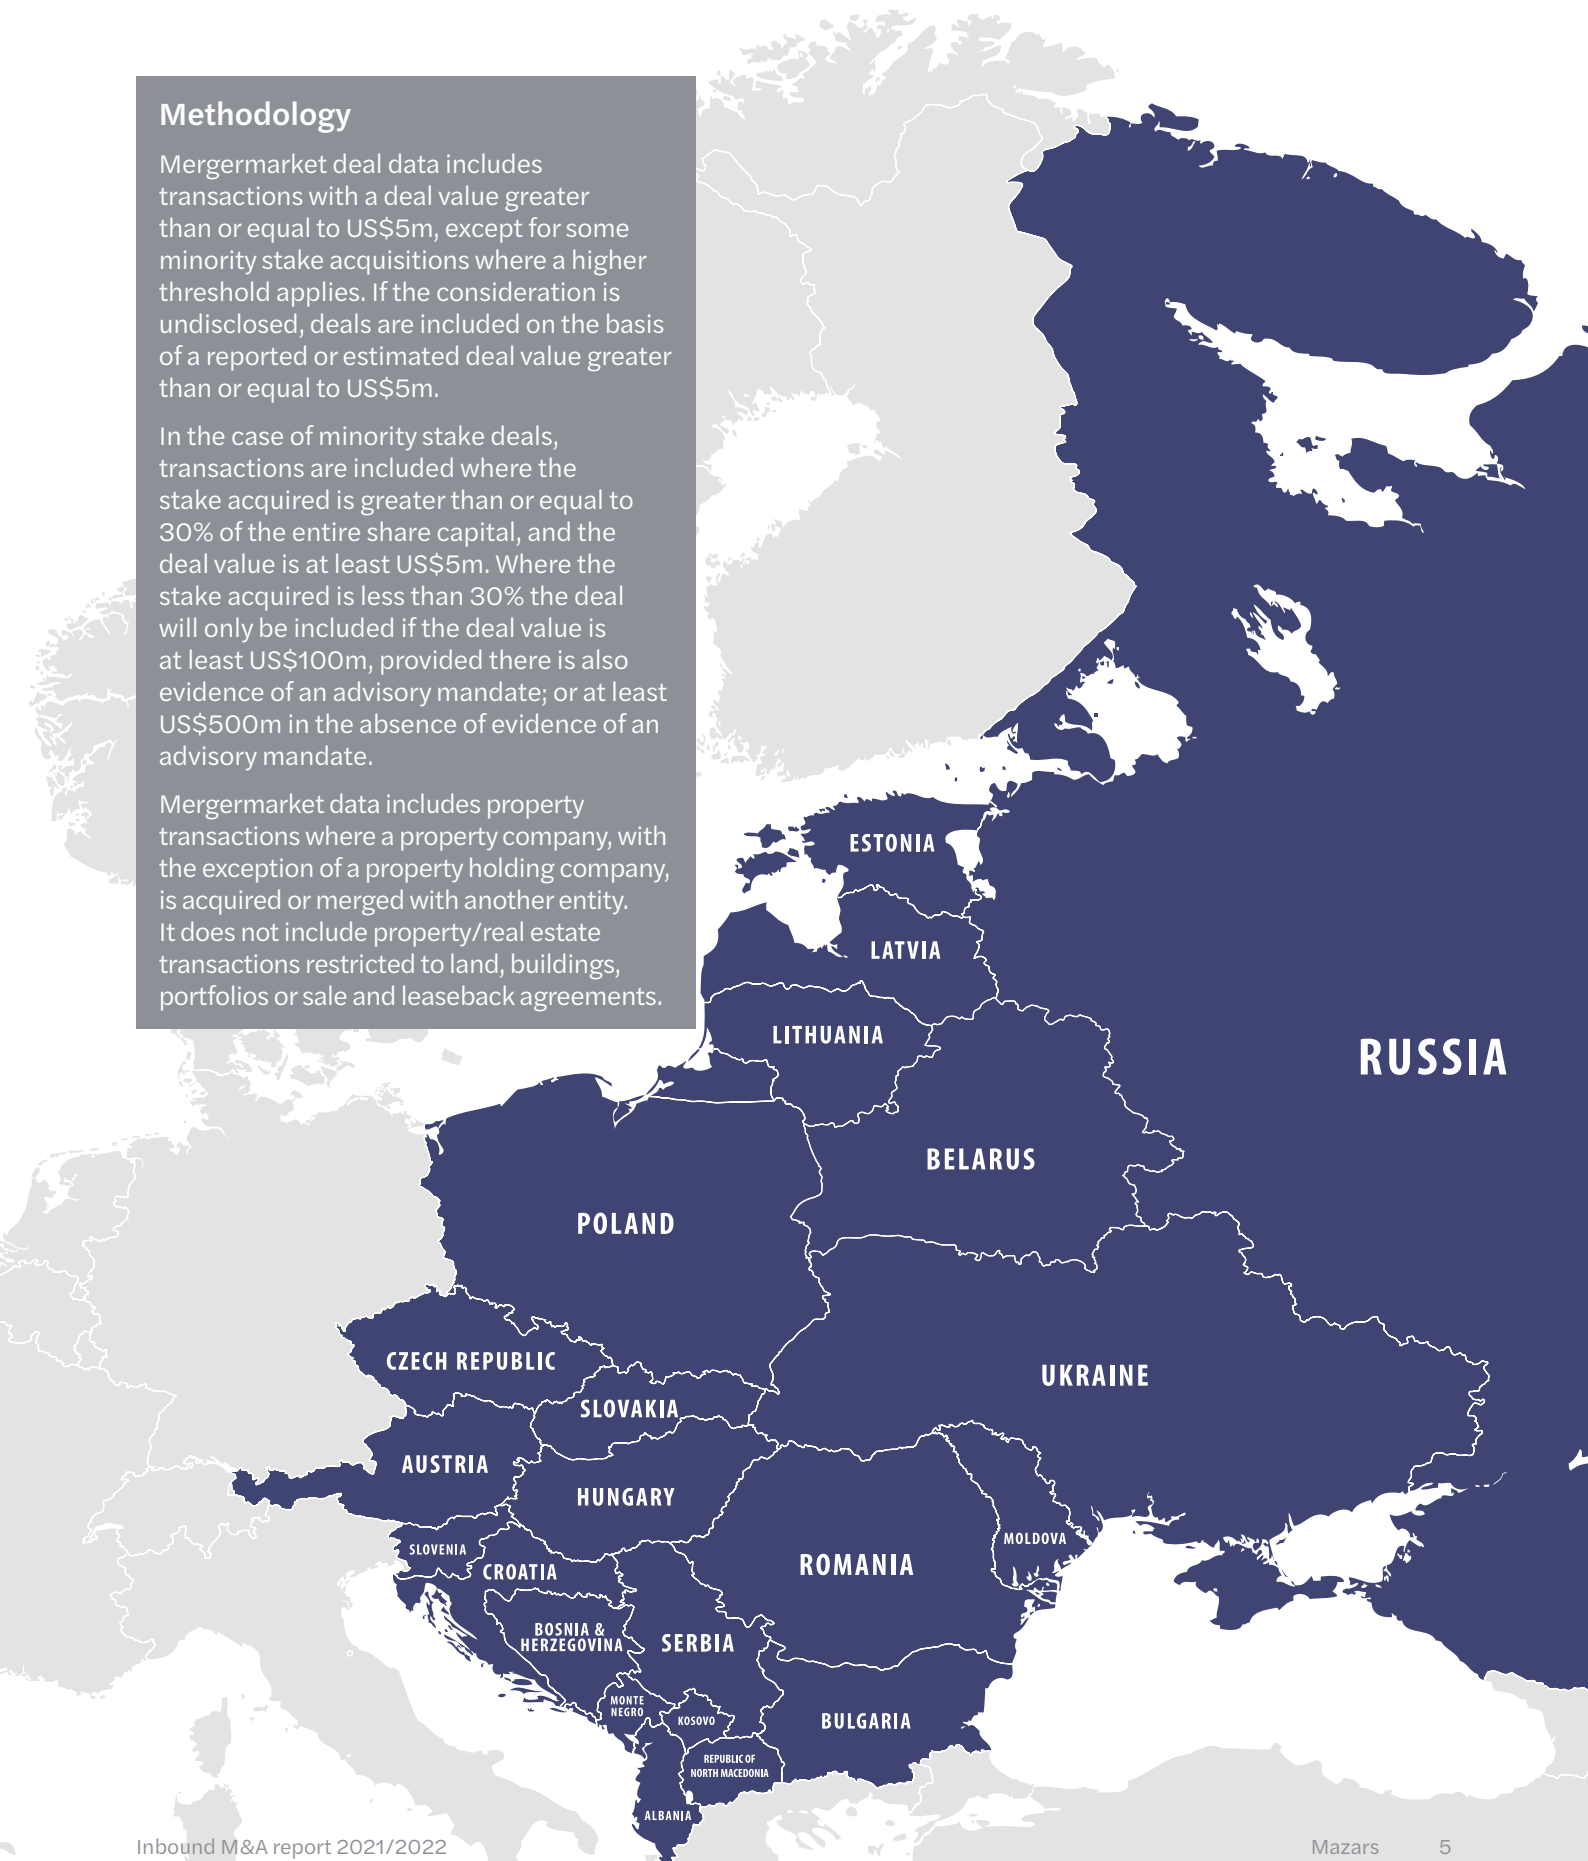 Methodology
Mergermarket deal data includes
transactions with a deal value greater
than or equal to US$5m, except for some
minority stake acquisitions where a higher
threshold applies. If the consideration is
undisclosed, deals are included on the basis
of a reported or estimated deal value greater
than or equal to US$5m.
In the case of minority stake deals,
transactions are included where the
stake acquired is greater than or equal to
30% of the entire share capital, and the
deal value is at least US$5m. Where the
stake acquired is less than 30% the deal
will only be included if the deal value is
at least US$100m, provided there is also
evidence of an advisory mandate; or at least
US$500m in the absence of evidence of an
advisory mandate.
Mergermarket data includes property
transactions where a property company, with
the exception of a property holding company,
is acquired or merged with another entity.
It does not include property/real estate
transactions restricted to land, buildings,
portfolios or sale and leaseback agreements.
ESTONIA
LATVIA
LITHUANIA
RUSSIA
BELARUS
POLAND
CZECH REPUBLIC
UKRAINE
SLOVAKIA
AUSTRIA
HUNGARY
MOLDOVA
SLOVENIA
ROMANIA
CROATIA
BOSNIA &
HERZEGOVINA
SERBIA
MONTE
NEGRO
KOSOVO
BULGARIA
REPUBLIC OF
NORTH MACEDONIA
ALBANIA
Inbound M&A report 2021/2022
Mazars 5